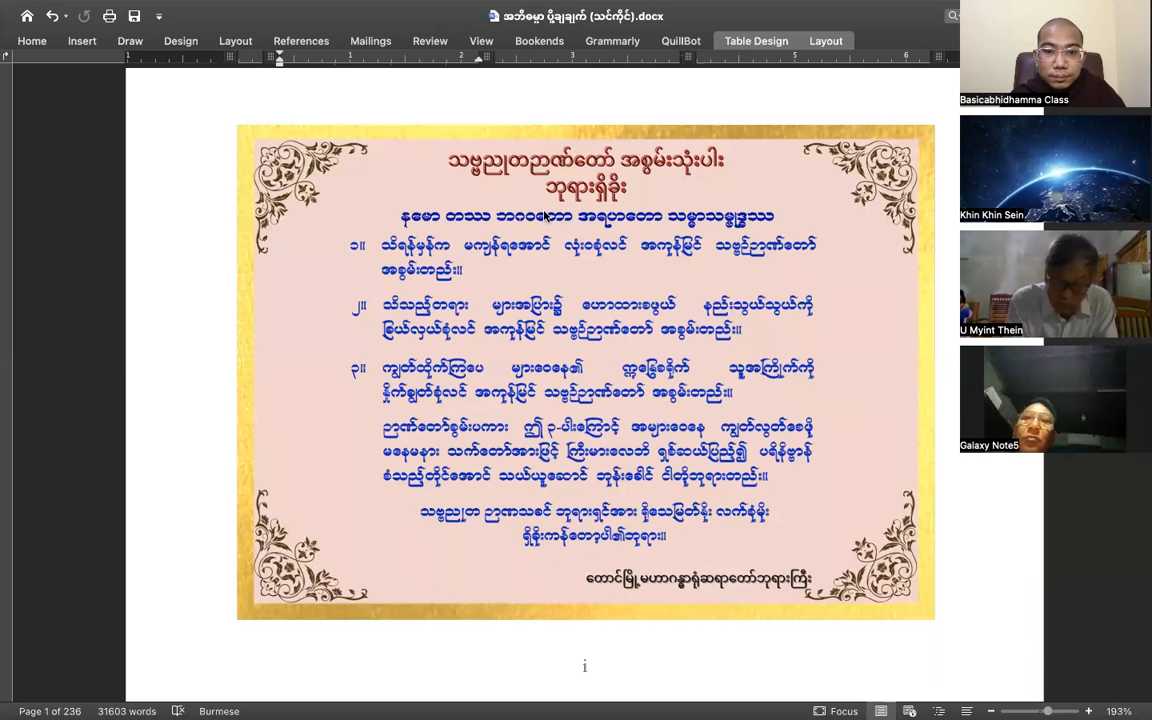 အဘိဓမ္မာ ပို့ချချက် (သင်ကိုင်).docx
Home Insert Draw Design Layout References Mailings Review View Bookends Grammarly QuillBot Table Design Layout
1 1 2 3 5 6
သဗ္ဗညုတဉာဏ်တော် အစွမ်းသုံးပါး
ဘုရားရှိခိုး
နမော တဿ ဘဂဝတော အရဟတော သမ္မာသမ္ဗုဒ္ဓဿ
၁။ သိရန်မှန်က မကျန်ရအောင် လုံးဝစုံလင် အကုန်မြင် သဗ္ဗဉ်ဉာဏ်တော်
အစွမ်းတည်း။
၂။ သိသည့်တရား များအပြား၌ ဟောထားစဖွယ် နည်းသွယ်သွယ်ကို
ခြယ်လှယ်စုံလင် အကုန်မြင် သဗ္ဗဉ်ဉာဏ်တော် အစွမ်းတည်း။
၃။ ကျွတ်ထိုက်ကြပေ များဝေနေ၏ ဣန္ဒြေစရိုက် သူ့အကြိုက်ကို
နှိုက်ချွတ်စုံလင် အကုန်မြင် သဗ္ဗဉ်ဉာဏ်တော် အစွမ်းတည်း။
ဉာဏ်တော်စွမ်းပကား ဤ ၃-ပါးကြောင့် အများဝေနေ ကျွတ်လွတ်စေဖို့
မနေမနား သက်တော်အားဖြင့် ကြီးမားလေဘိ ရှစ်ဆယ်ပြည့်၍ ပရိနိဗ္ဗာန်
စံသည့်တိုင်အောင် သယ်ယူဆောင် ဘုန်းခေါင် ငါတို့ဘုရားတည်း။
သဗ္ဗညုတ ဉာဏသခင် ဘုရားရှင်အား ရိုသေမြတ်နိုး လက်စုံမိုး
ရှိခိုးကန်တော့ပါ၏ဘုရား။
တောင်မြို့မဟာဂန္ဓာရုံဆရာတော်ဘုရားကြီး
i
Page 1 of 236 31603 words Burmese Focus 193%
Basicabhidhamma Class
Khin Khin Sein
U Myint Thein
Galaxy Note5